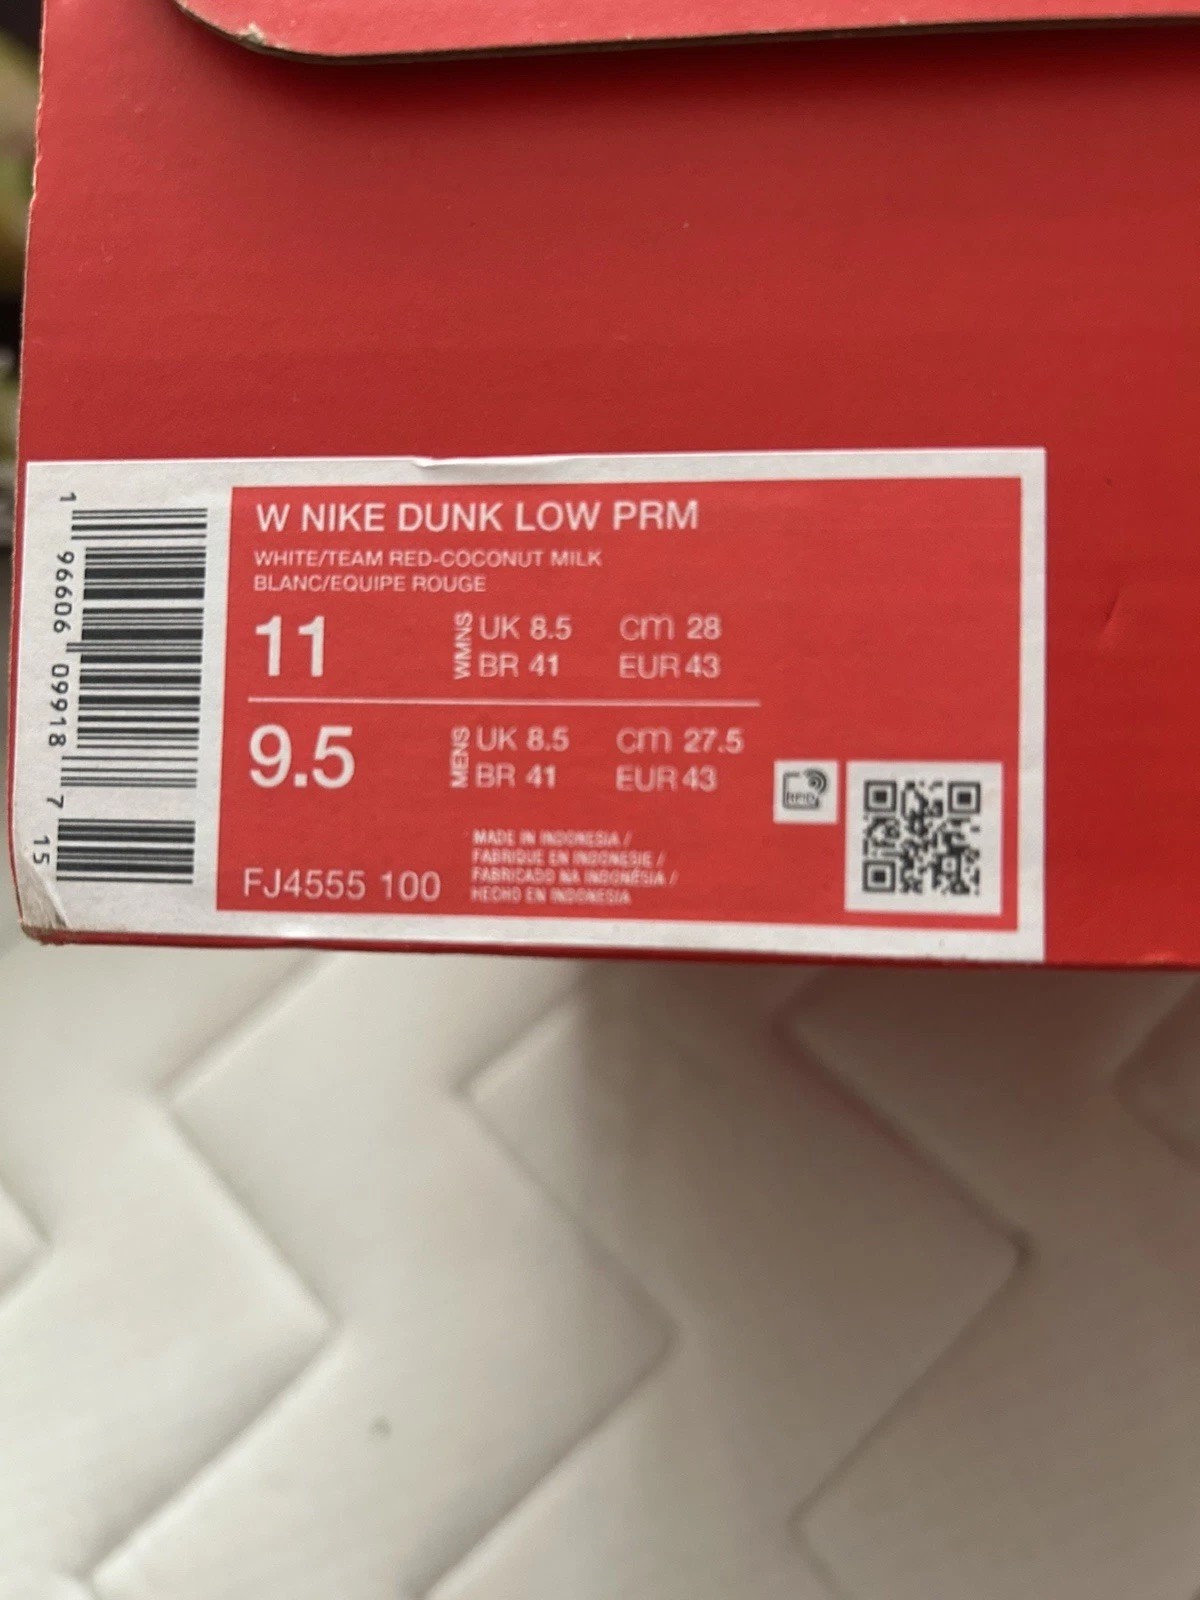 W NIKE DUNK LOW PRM
WHITE/TEAM RED-COCONUT MILK
BLANC/EQUIPE ROUGE
11 WMNS UK 8.5 cm 28
BR 41 EUR 43
9.5 MENS UK 8.5 cm 27.5
BR 41 EUR 43
RFID
MADE IN INDONESIA /
FABRIQUE EN INDONESIE /
FABRICADO NA INDONÉSIA /
HECHO EN INDONESIA
FJ4555 100
1 96606 09918 7 15